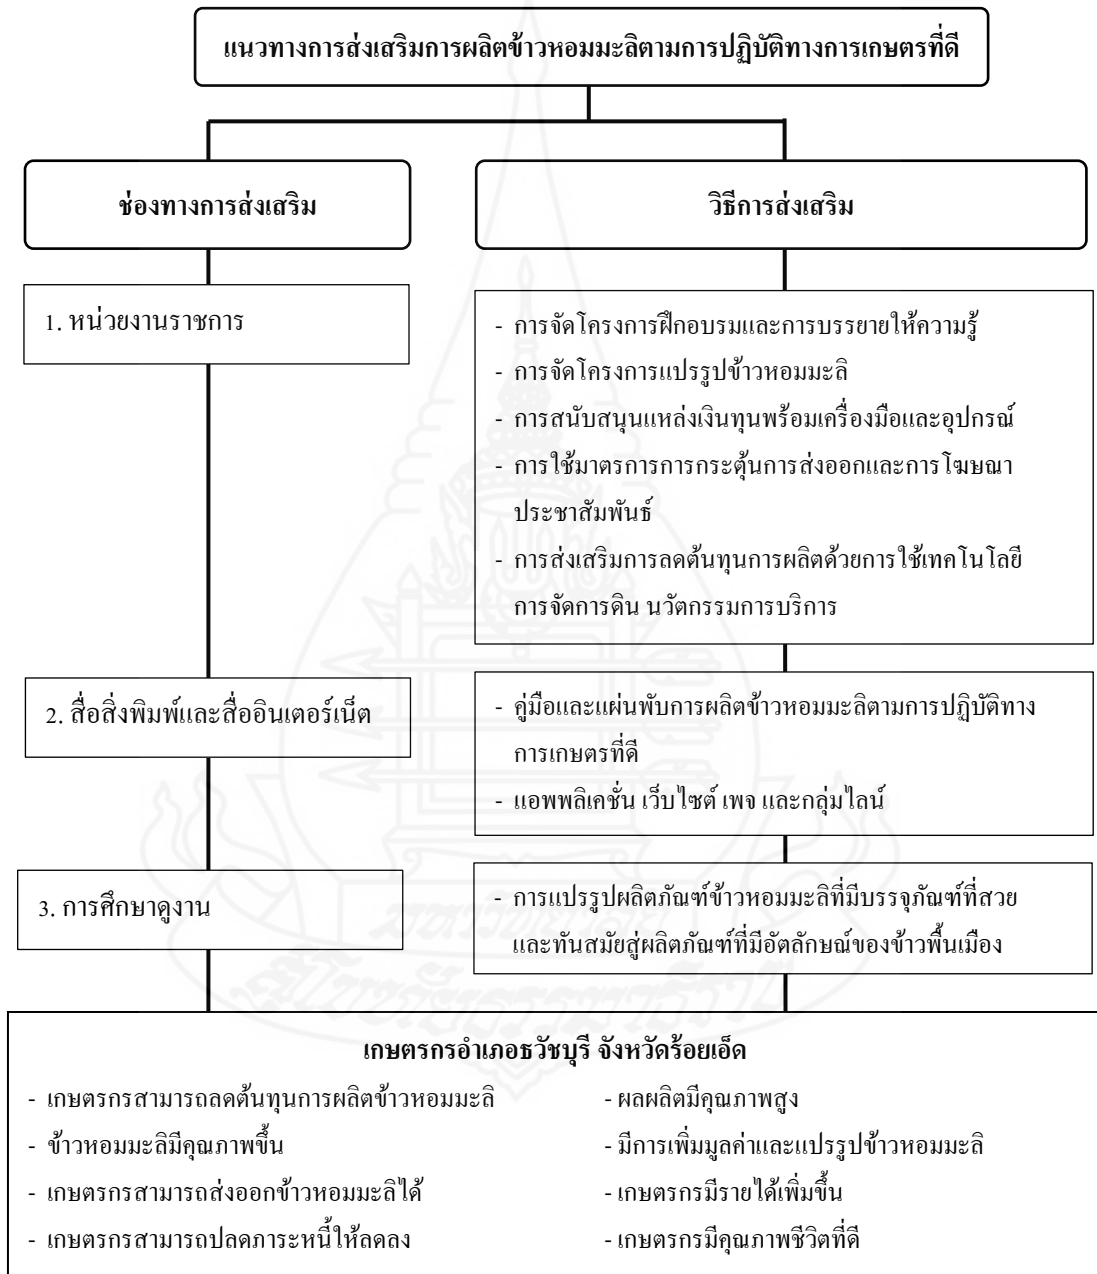 แนวทางการส่งเสริมการผลิตข้าวหอมมะลิตามการปฏิบัติทางการเกษตรที่ดี
ช่องทางการส่งเสริม
วิธีการส่งเสริม
1. หน่วยงานราชการ
- การจัดโครงการฝึกอบรมและการบรรยายให้ความรู้
- การจัดโครงการแปรรูปข้าวหอมมะลิ
- การสนับสนุนแหล่งเงินทุนพร้อมเครื่องมือและอุปกรณ์
- การใช้มาตรการการกระตุ้นการส่งออกและการโฆษณา
ประชาสัมพันธ์
- การส่งเสริมการลดต้นทุนการผลิตด้วยการใช้เทคโนโลยี
การจัดการดิน นวัตกรรมการบริการ
2. สื่อสิ่งพิมพ์และสื่ออินเตอร์เน็ต
- คู่มือและแผ่นพับการผลิตข้าวหอมมะลิตามการปฏิบัติทาง
การเกษตรที่ดี
- แอพพลิเคชั่น เว็บไซต์ เพจ และกลุ่มไลน์
3. การศึกษาดูงาน
- การแปรรูปผลิตภัณฑ์ข้าวหอมมะลิที่มีบรรจุภัณฑ์ที่สวย
และทันสมัยสู่ผลิตภัณฑ์ที่มีอัตลักษณ์ของข้าวพื้นเมือง
มหาวิทยาลัย
สุโขทัยธรรมาธิราช
เกษตรกรอำเภอธวัชบุรี จังหวัดร้อยเอ็ด
- เกษตรกรสามารถลดต้นทุนการผลิตข้าวหอมมะลิ
- ข้าวหอมมะลิมีคุณภาพขึ้น
- เกษตรกรสามารถส่งออกข้าวหอมมะลิได้
- เกษตรกรสามารถปลดภาระหนี้ให้ลดลง
- ผลผลิตมีคุณภาพสูง
- มีการเพิ่มมูลค่าและแปรรูปข้าวหอมมะลิ
- เกษตรกรมีรายได้เพิ่มขึ้น
- เกษตรกรมีคุณภาพชีวิตที่ดี